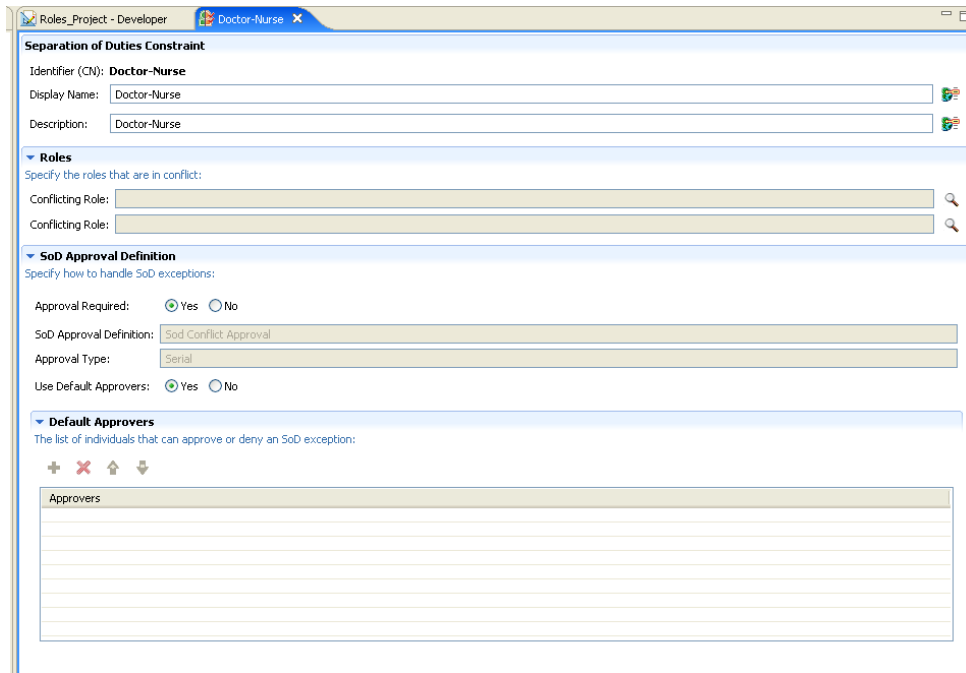 Roles_Project - Developer
Doctor-Nurse
Separation of Duties Constraint
Identifier (CN): Doctor-Nurse
Display Name: Doctor-Nurse
Description: Doctor-Nurse
Roles
Specify the roles that are in conflict:
Conflicting Role:
Conflicting Role:
SoD Approval Definition
Specify how to handle SoD exceptions:
Approval Required: Yes No
SoD Approval Definition: Sod Conflict Approval
Approval Type: Serial
Use Default Approvers: Yes No
Default Approvers
The list of individuals that can approve or deny an SoD exception:
Approvers